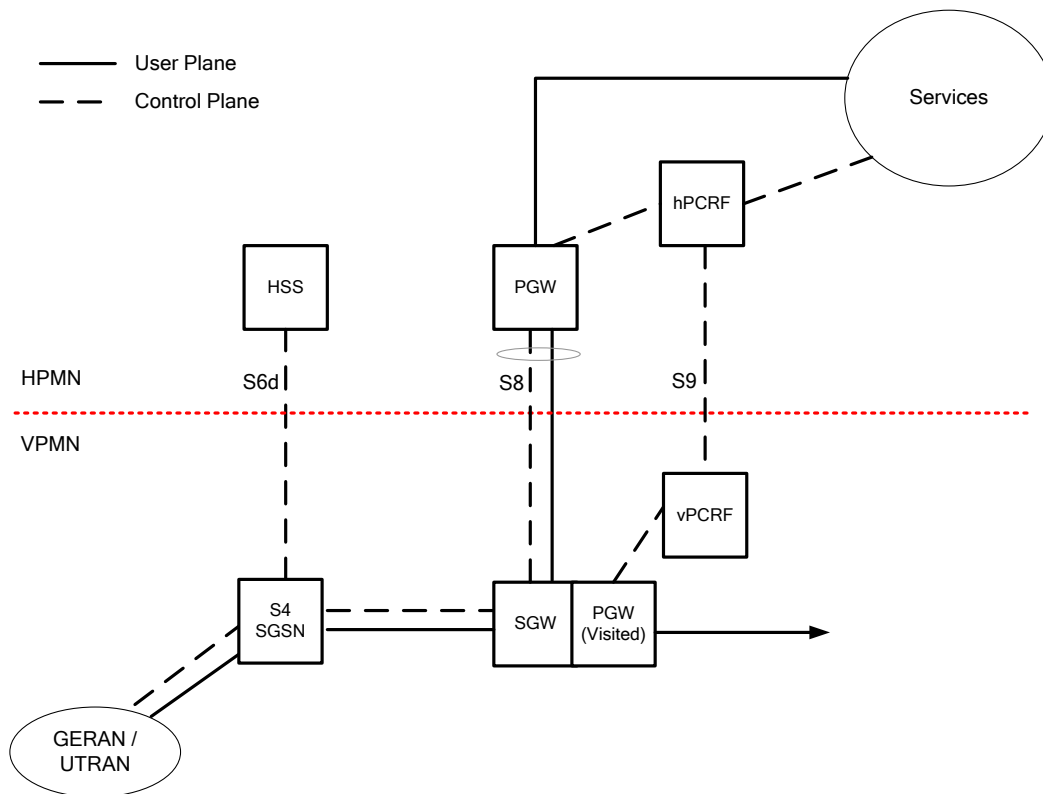 User Plane
Control Plane
Services
hPCRF
HSS
PGW
HPMN
S6d
S8
S9
VPMN
vPCRF
S4
SGSN
SGW
PGW
(Visited)
GERAN /
UTRAN